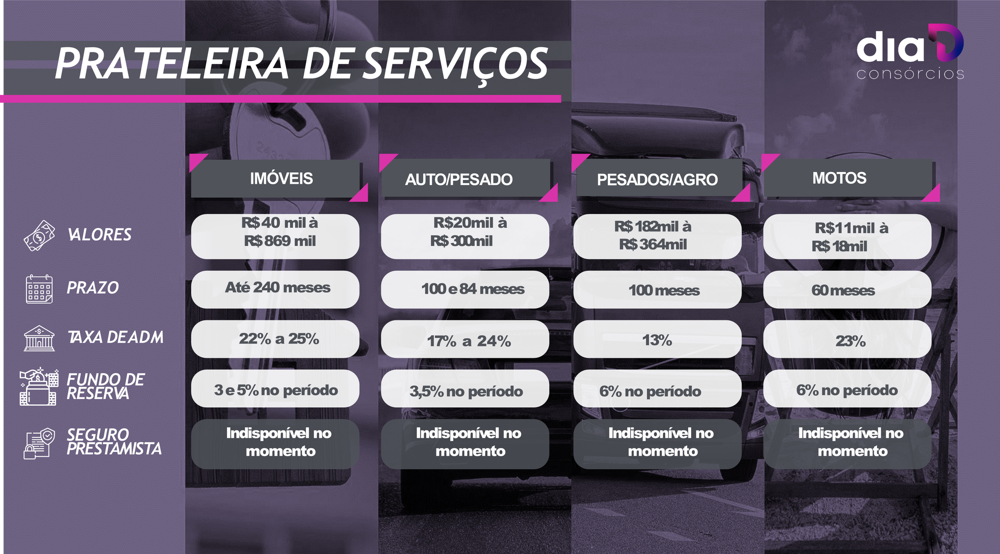 PRATELEIRA DE SERVIÇOS
dia D
consórcios
IMÓVEIS
AUTO/PESADO
PESADOS/AGRO
MOTOS
VALORES
R$ 40 mil à
R$ 869 mil
R$20mil à
R$ 300mil
R$ 182mil à
R$ 364mil
R$11mil à
R$ 18mil
PRAZO
Até 240 meses
100 e 84 meses
100 meses
60 meses
TAXA DE ADM
22% a 25%
17% a 24%
13%
23%
FUNDO DE
RESERVA
3 e 5% no período
3,5% no período
6% no período
6% no período
SEGURO
PRESTAMISTA
Indisponível no
momento
Indisponível no
momento
Indisponível no
momento
Indisponível no
momento